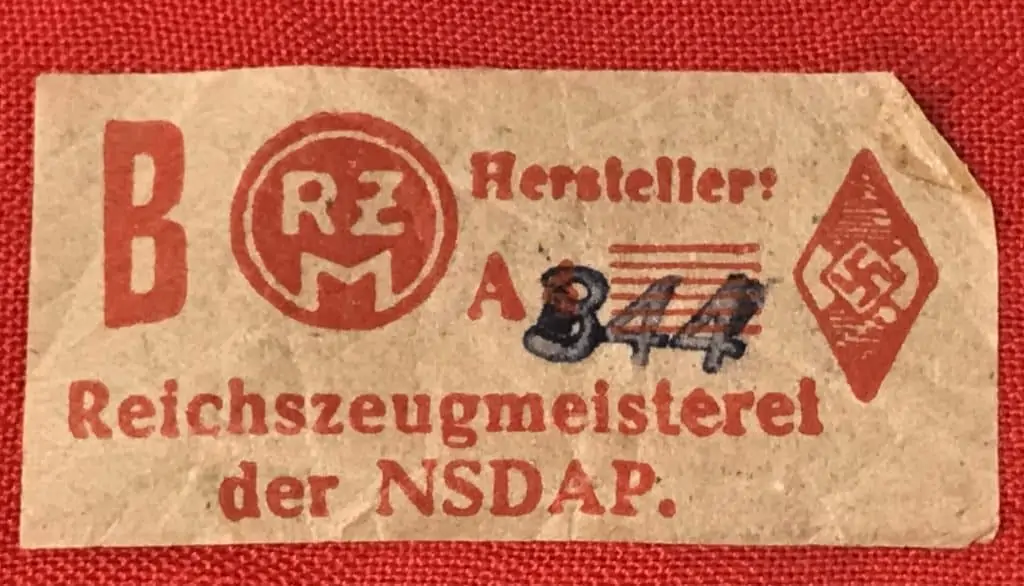 B RZM Hersteller:
A 344
Reichszeugmeisterei
der NSDAP.